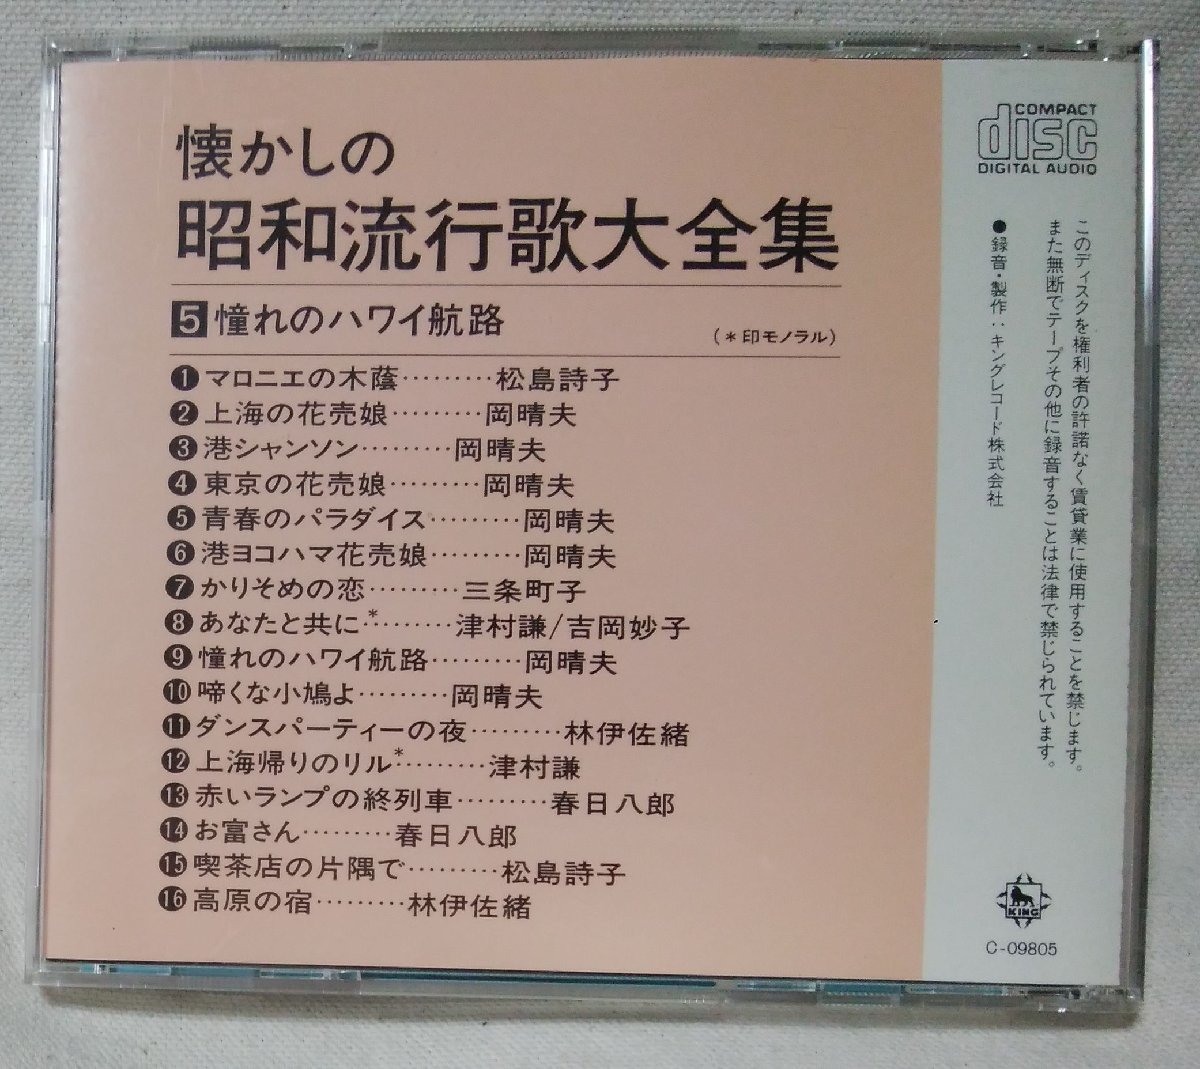 懐かしの
昭和流行歌大全集
5 憧れのハワイ航路
(*印モノラル)
❶マロニエの木蔭………松島詩子
❷上海の花売娘………岡晴夫
❸港シャンソン………岡晴夫
❹東京の花売娘………岡晴夫
❺青春のパラダイス………岡晴夫
❻港ヨコハマ花売娘………岡晴夫
❼かりそめの恋………三条町子
❽あなたと共に*………津村謙/吉岡妙子
❾憧れのハワイ航路………岡晴夫
❿啼くな小鳩よ………岡晴夫
⓫ダンスパーティーの夜………林伊佐緒
⓬上海帰りのリル*………津村謙
⓭赤いランプの終列車………春日八郎
⓮お富さん………春日八郎
⓯喫茶店の片隅で………松島詩子
⓰高原の宿………林伊佐緒
COMPACT
disc
DIGITAL AUDIO
このディスクを権利者の許諾なく賃貸業に使用することを禁じます。
また無断でテープその他に録音することは法律で禁じられています。
●録音・製作：キングレコード株式会社
KING
C-09805